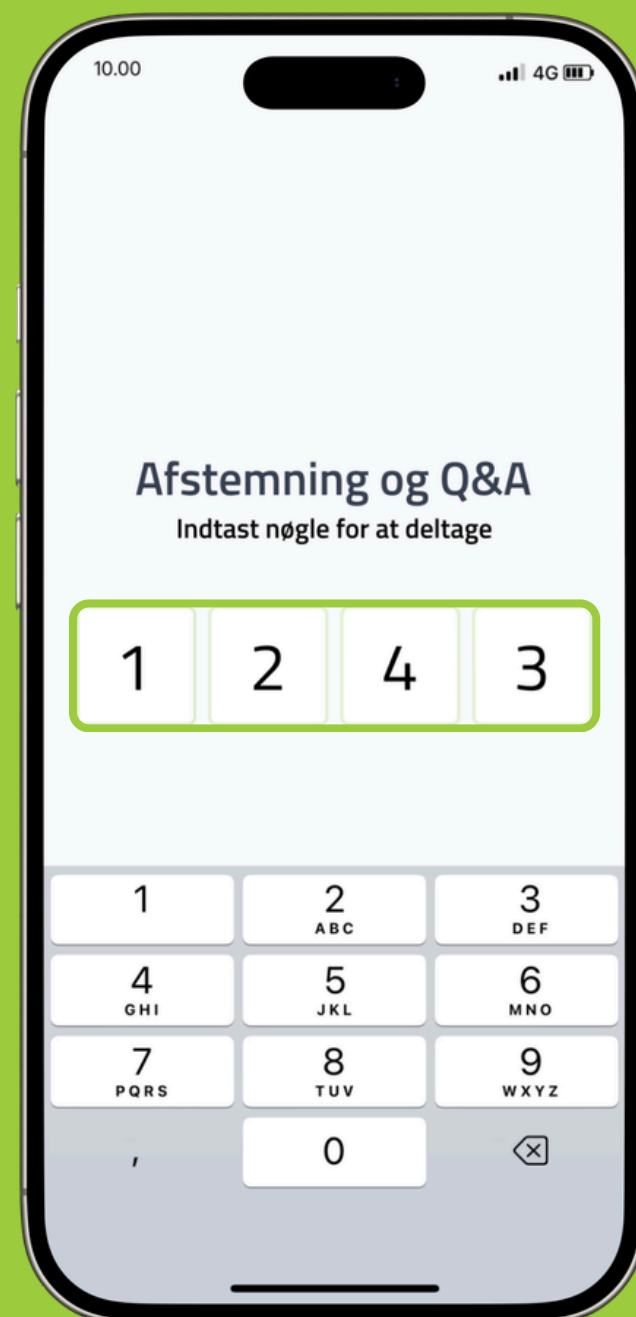 10.00 4G
Afstemning og Q&A
Indtast nøgle for at deltage
1 2 4 3
1 2 3
ABC DEF
4 5 6
GHI JKL MNO
7 8 9
PQRS TUV WXYZ
, 0